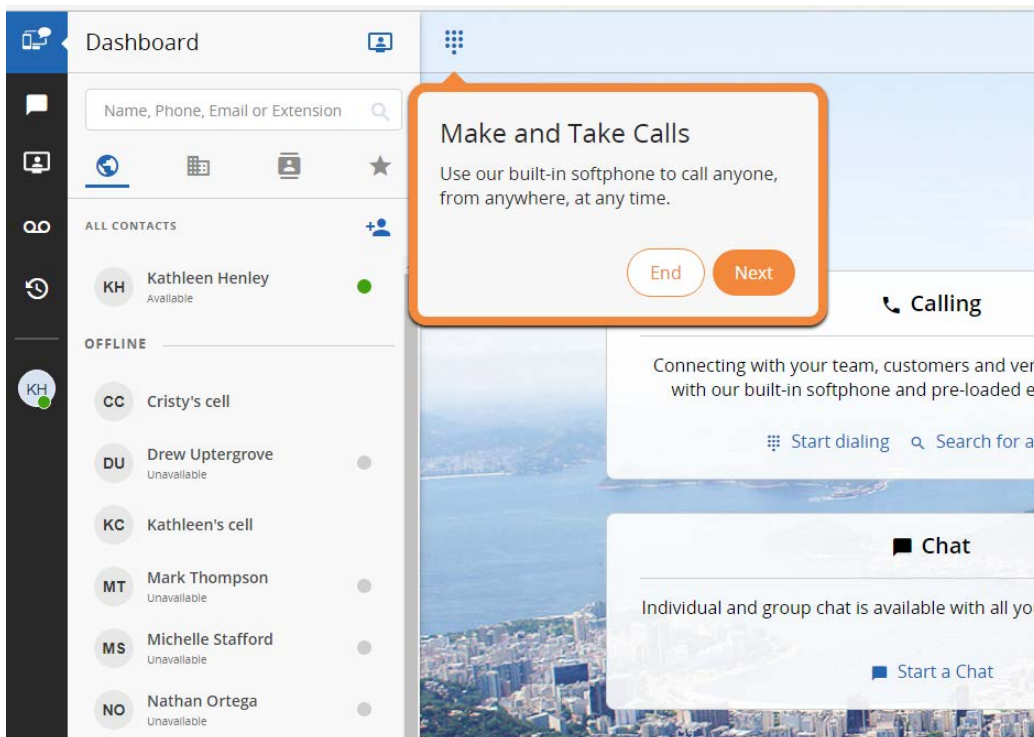 Dashboard
Name, Phone, Email or Extension
ALL CONTACTS
KH
Kathleen Henley
Available
OFFLINE
KH
CC
Cristy's cell
DU
Drew Uptergrove
Unavailable
KC
Kathleen's cell
MT
Mark Thompson
Unavailable
MS
Michelle Stafford
Unavailable
NO
Nathan Ortega
Unavailable
Make and Take Calls
Use our built-in softphone to call anyone,
from anywhere, at any time.
End
Next
Calling
Connecting with your team, customers and
with our built-in softphone and pre-loaded
Start dialing
Search for a
Chat
Individual and group chat is available with all
Start a Chat